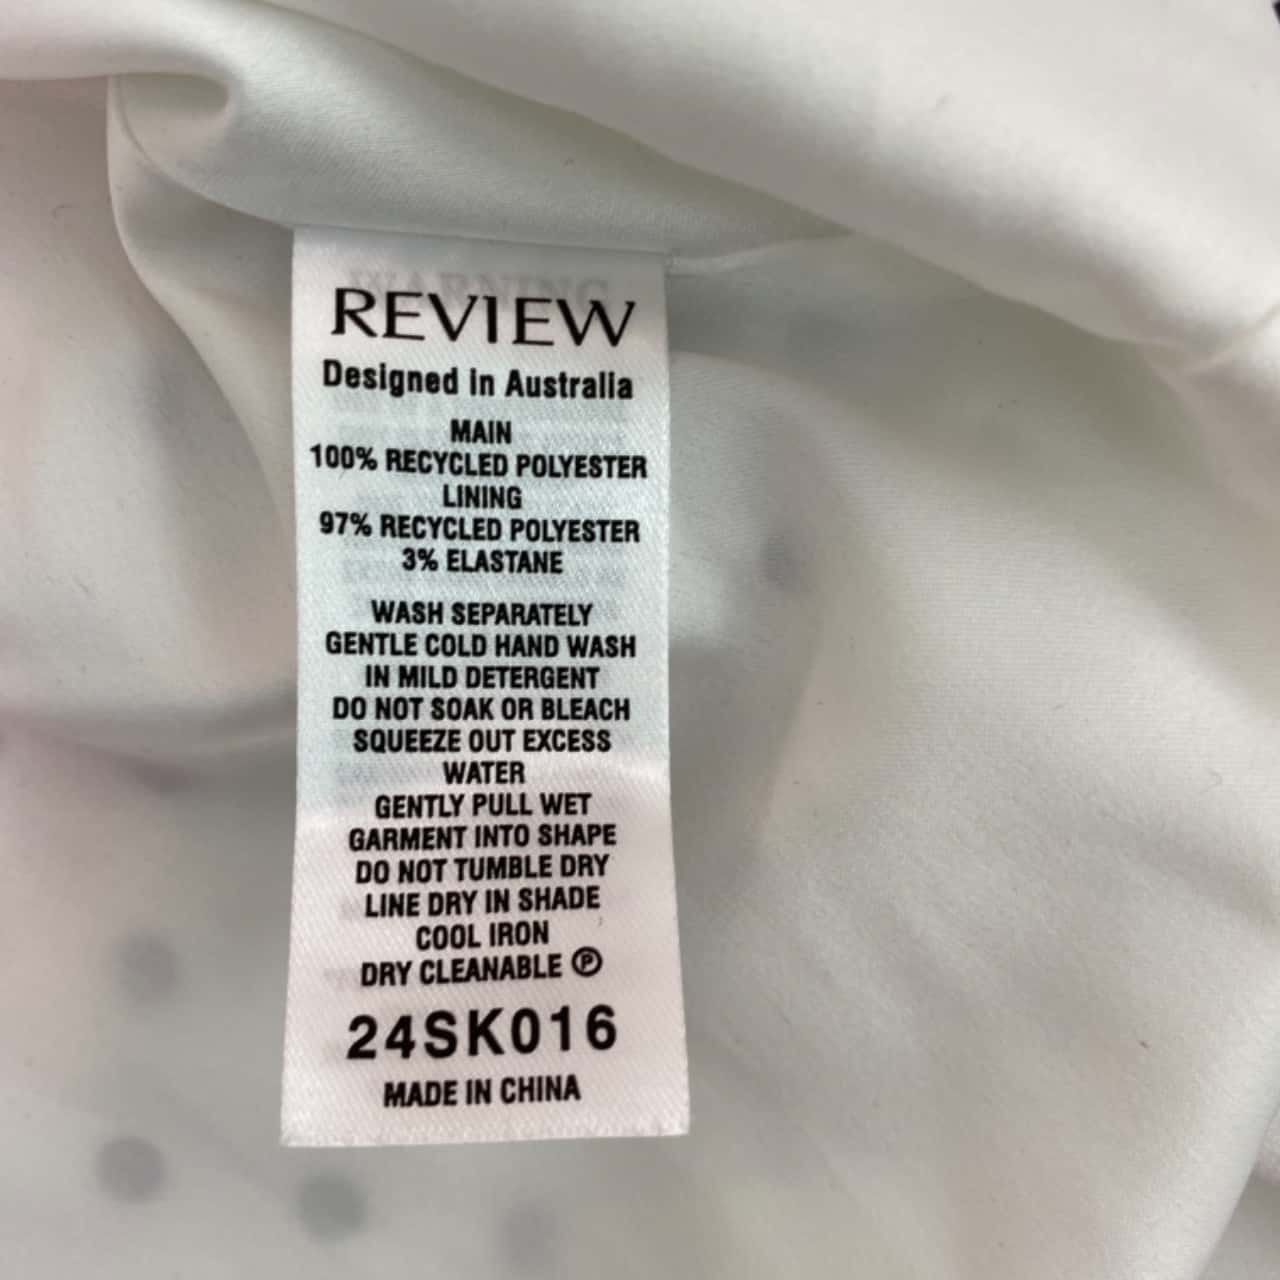 REVIEW
Designed in Australia
MAIN
100% RECYCLED POLYESTER
LINING
97% RECYCLED POLYESTER
3% ELASTANE
WASH SEPARATELY
GENTLE COLD HAND WASH
IN MILD DETERGENT
DO NOT SOAK OR BLEACH
SQUEEZE OUT EXCESS
WATER
GENTLY PULL WET
GARMENT INTO SHAPE
DO NOT TUMBLE DRY
LINE DRY IN SHADE
COOL IRON
DRY CLEANABLE Ⓟ
24SK016
MADE IN CHINA